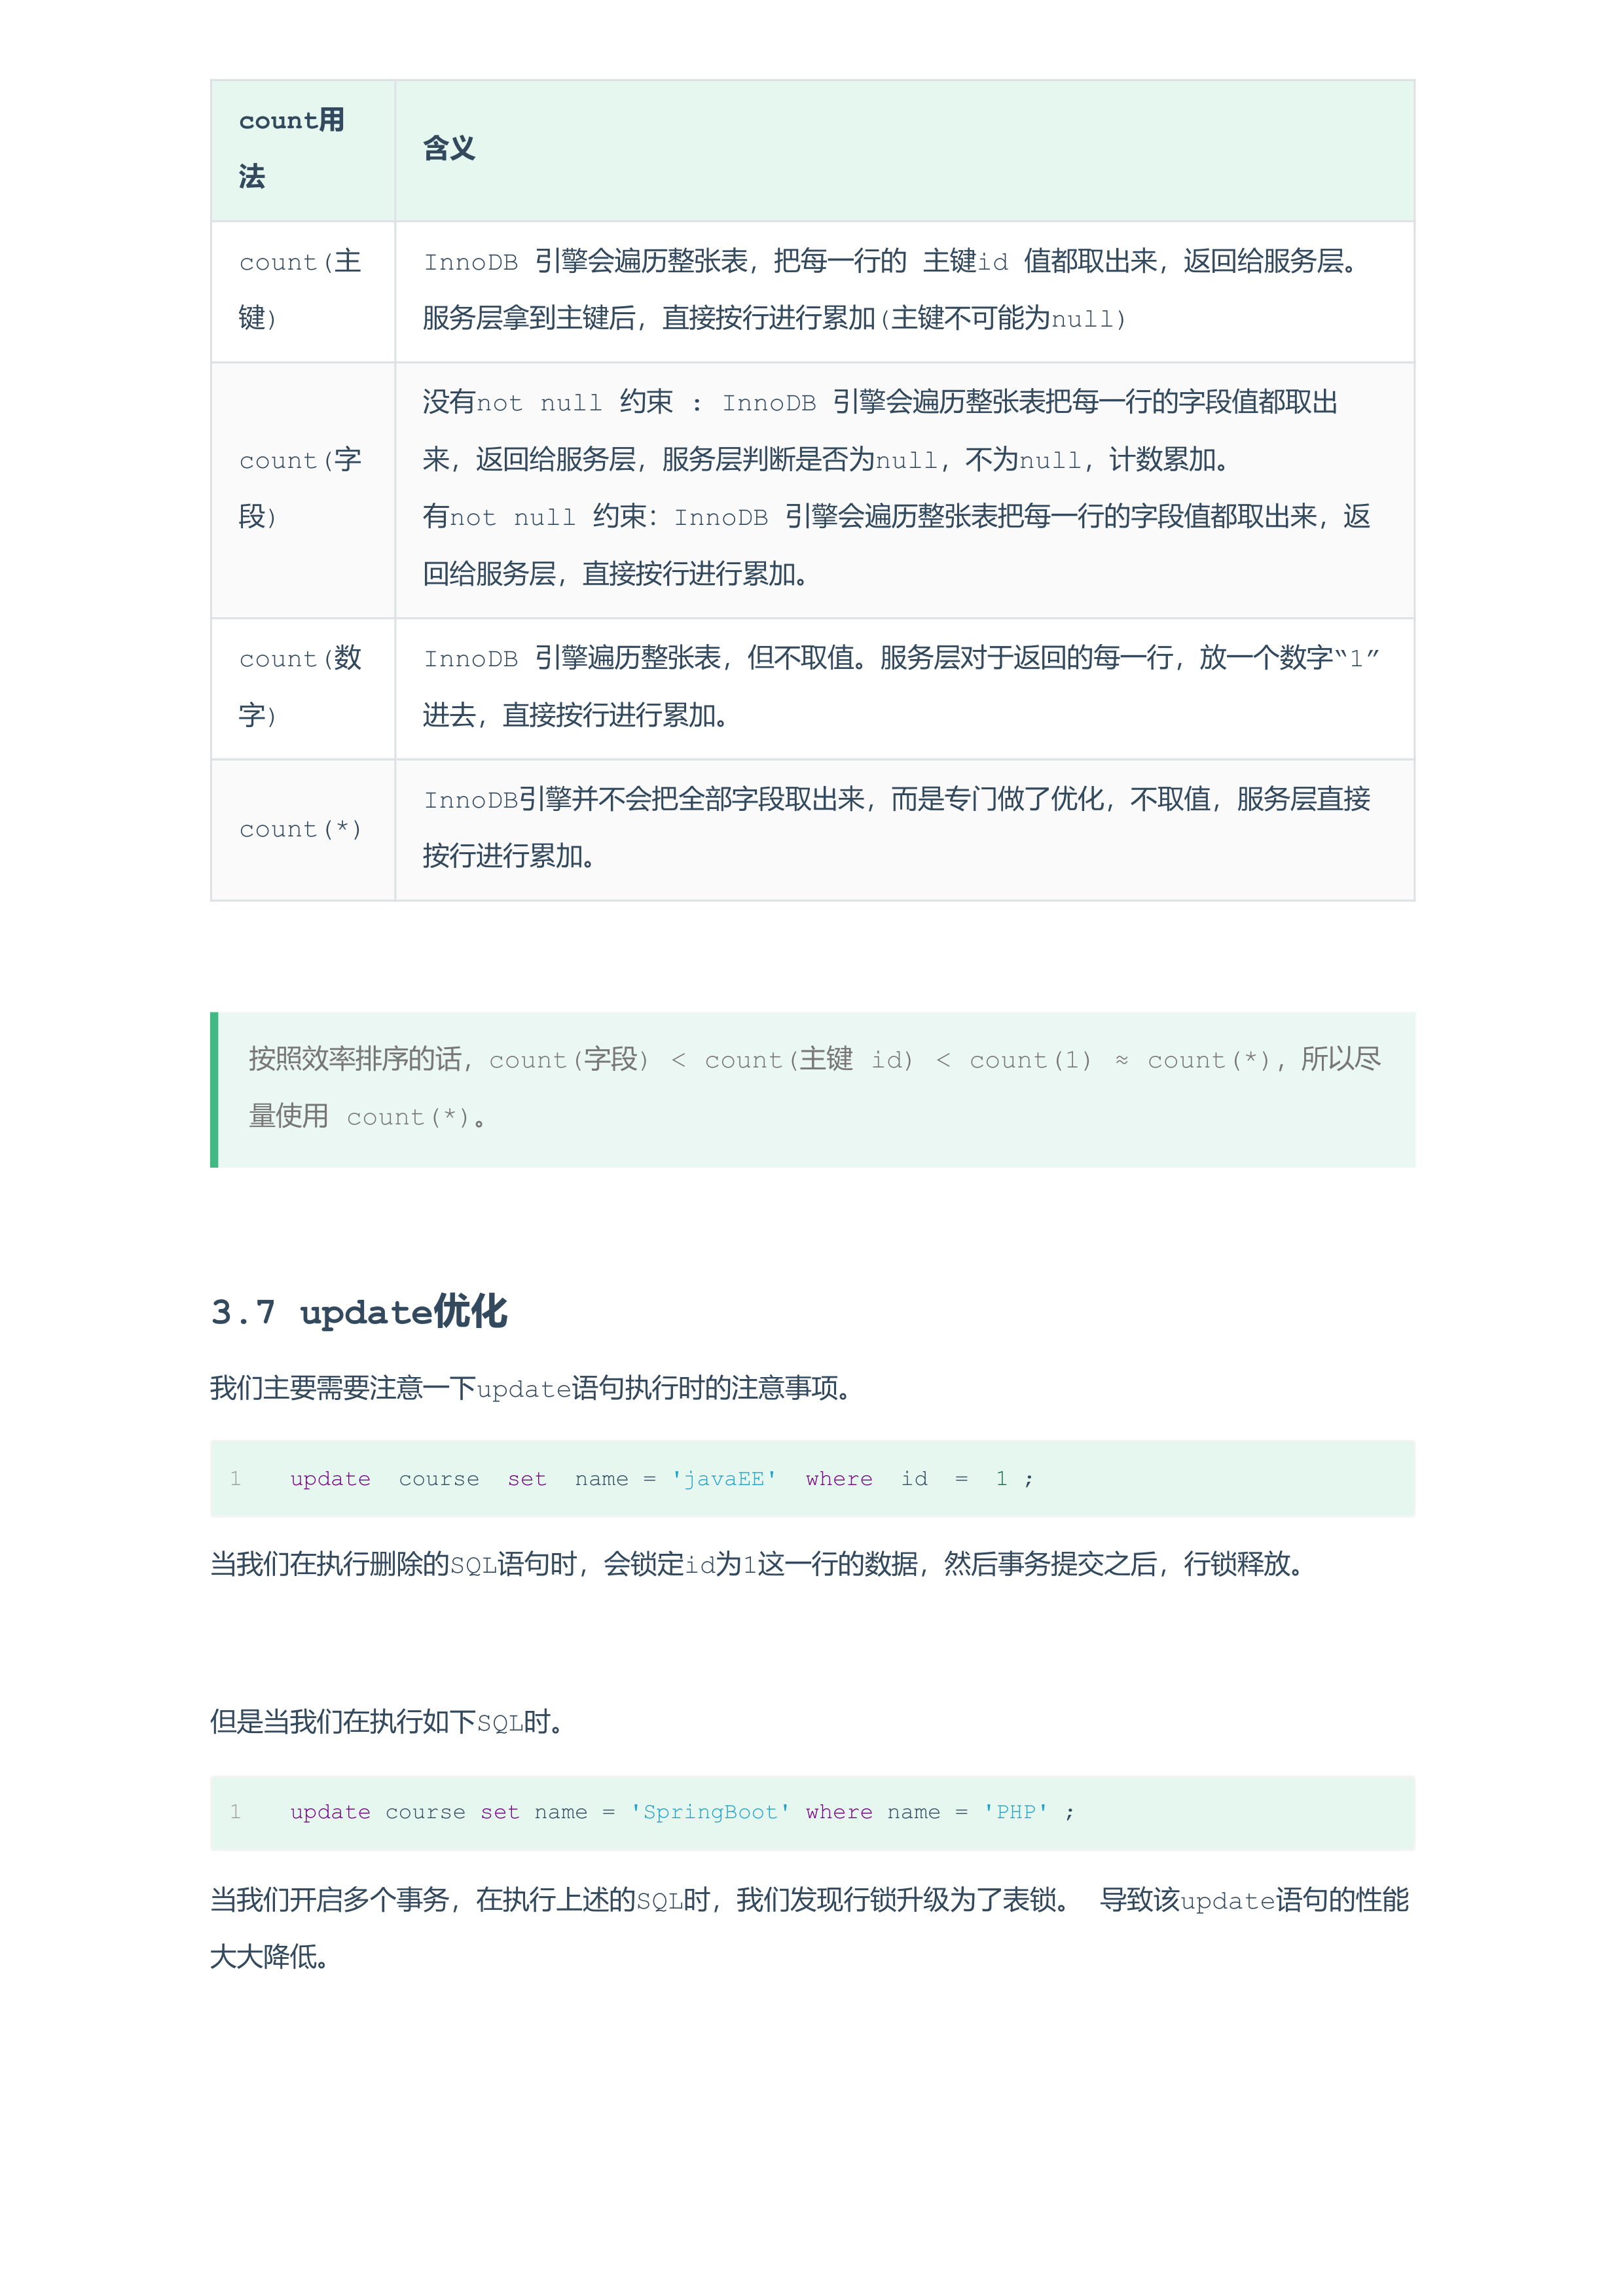 count用
法
含义
count(主
键)
InnoDB 引擎会遍历整张表，把每一行的 主键id 值都取出来，返回给服务层。
服务层拿到主键后，直接按行进行累加(主键不可能为null)
count(字
段)
没有not null 约束 : InnoDB 引擎会遍历整张表把每一行的字段值都取出
来，返回给服务层，服务层判断是否为null，不为null，计数累加。
有not null 约束：InnoDB 引擎会遍历整张表把每一行的字段值都取出来，返
回给服务层，直接按行进行累加。
count(数
字)
InnoDB 引擎遍历整张表，但不取值。服务层对于返回的每一行，放一个数字“1”
进去，直接按行进行累加。
count(*)
InnoDB引擎并不会把全部字段取出来，而是专门做了优化，不取值，服务层直接
按行进行累加。
按照效率排序的话，count(字段) < count(主键 id) < count(1) ≈ count(*)，所以尽
量使用 count(*)。
3.7 update优化
我们主要需要注意一下update语句执行时的注意事项。
1 update course set name = 'javaEE' where id = 1 ;
当我们在执行删除的SQL语句时，会锁定id为1这一行的数据，然后事务提交之后，行锁释放。
但是当我们在执行如下SQL时。
1 update course set name = 'SpringBoot' where name = 'PHP' ;
当我们开启多个事务，在执行上述的SQL时，我们发现行锁升级为了表锁。 导致该update语句的性能
大大降低。